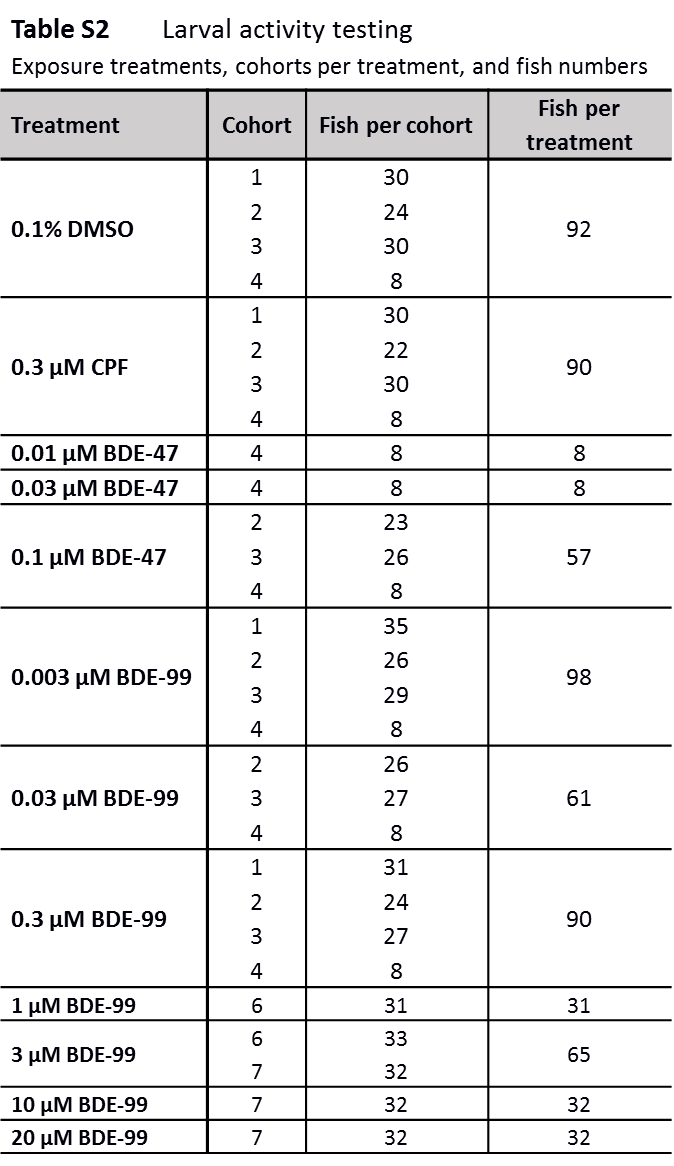 Table S2 Larval activity testing
Exposure treatments, cohorts per treatment, and fish numbers
Treatment Cohort Fish per cohort Fish per treatment
0.1% DMSO 1 30 92
2 24
3 30
4 8
0.3 µM CPF 1 30 90
2 22
3 30
4 8
0.01 µM BDE-47 4 8 8
0.03 µM BDE-47 4 8 8
0.1 µM BDE-47 2 23 57
3 26
4 8
0.003 µM BDE-99 1 35 98
2 26
3 29
4 8
0.03 µM BDE-99 2 26 61
3 27
4 8
0.3 µM BDE-99 1 31 90
2 24
3 27
4 8
1 µM BDE-99 6 31 31
3 µM BDE-99 6 33 65
7 32
10 µM BDE-99 7 32 32
20 µM BDE-99 7 32 32